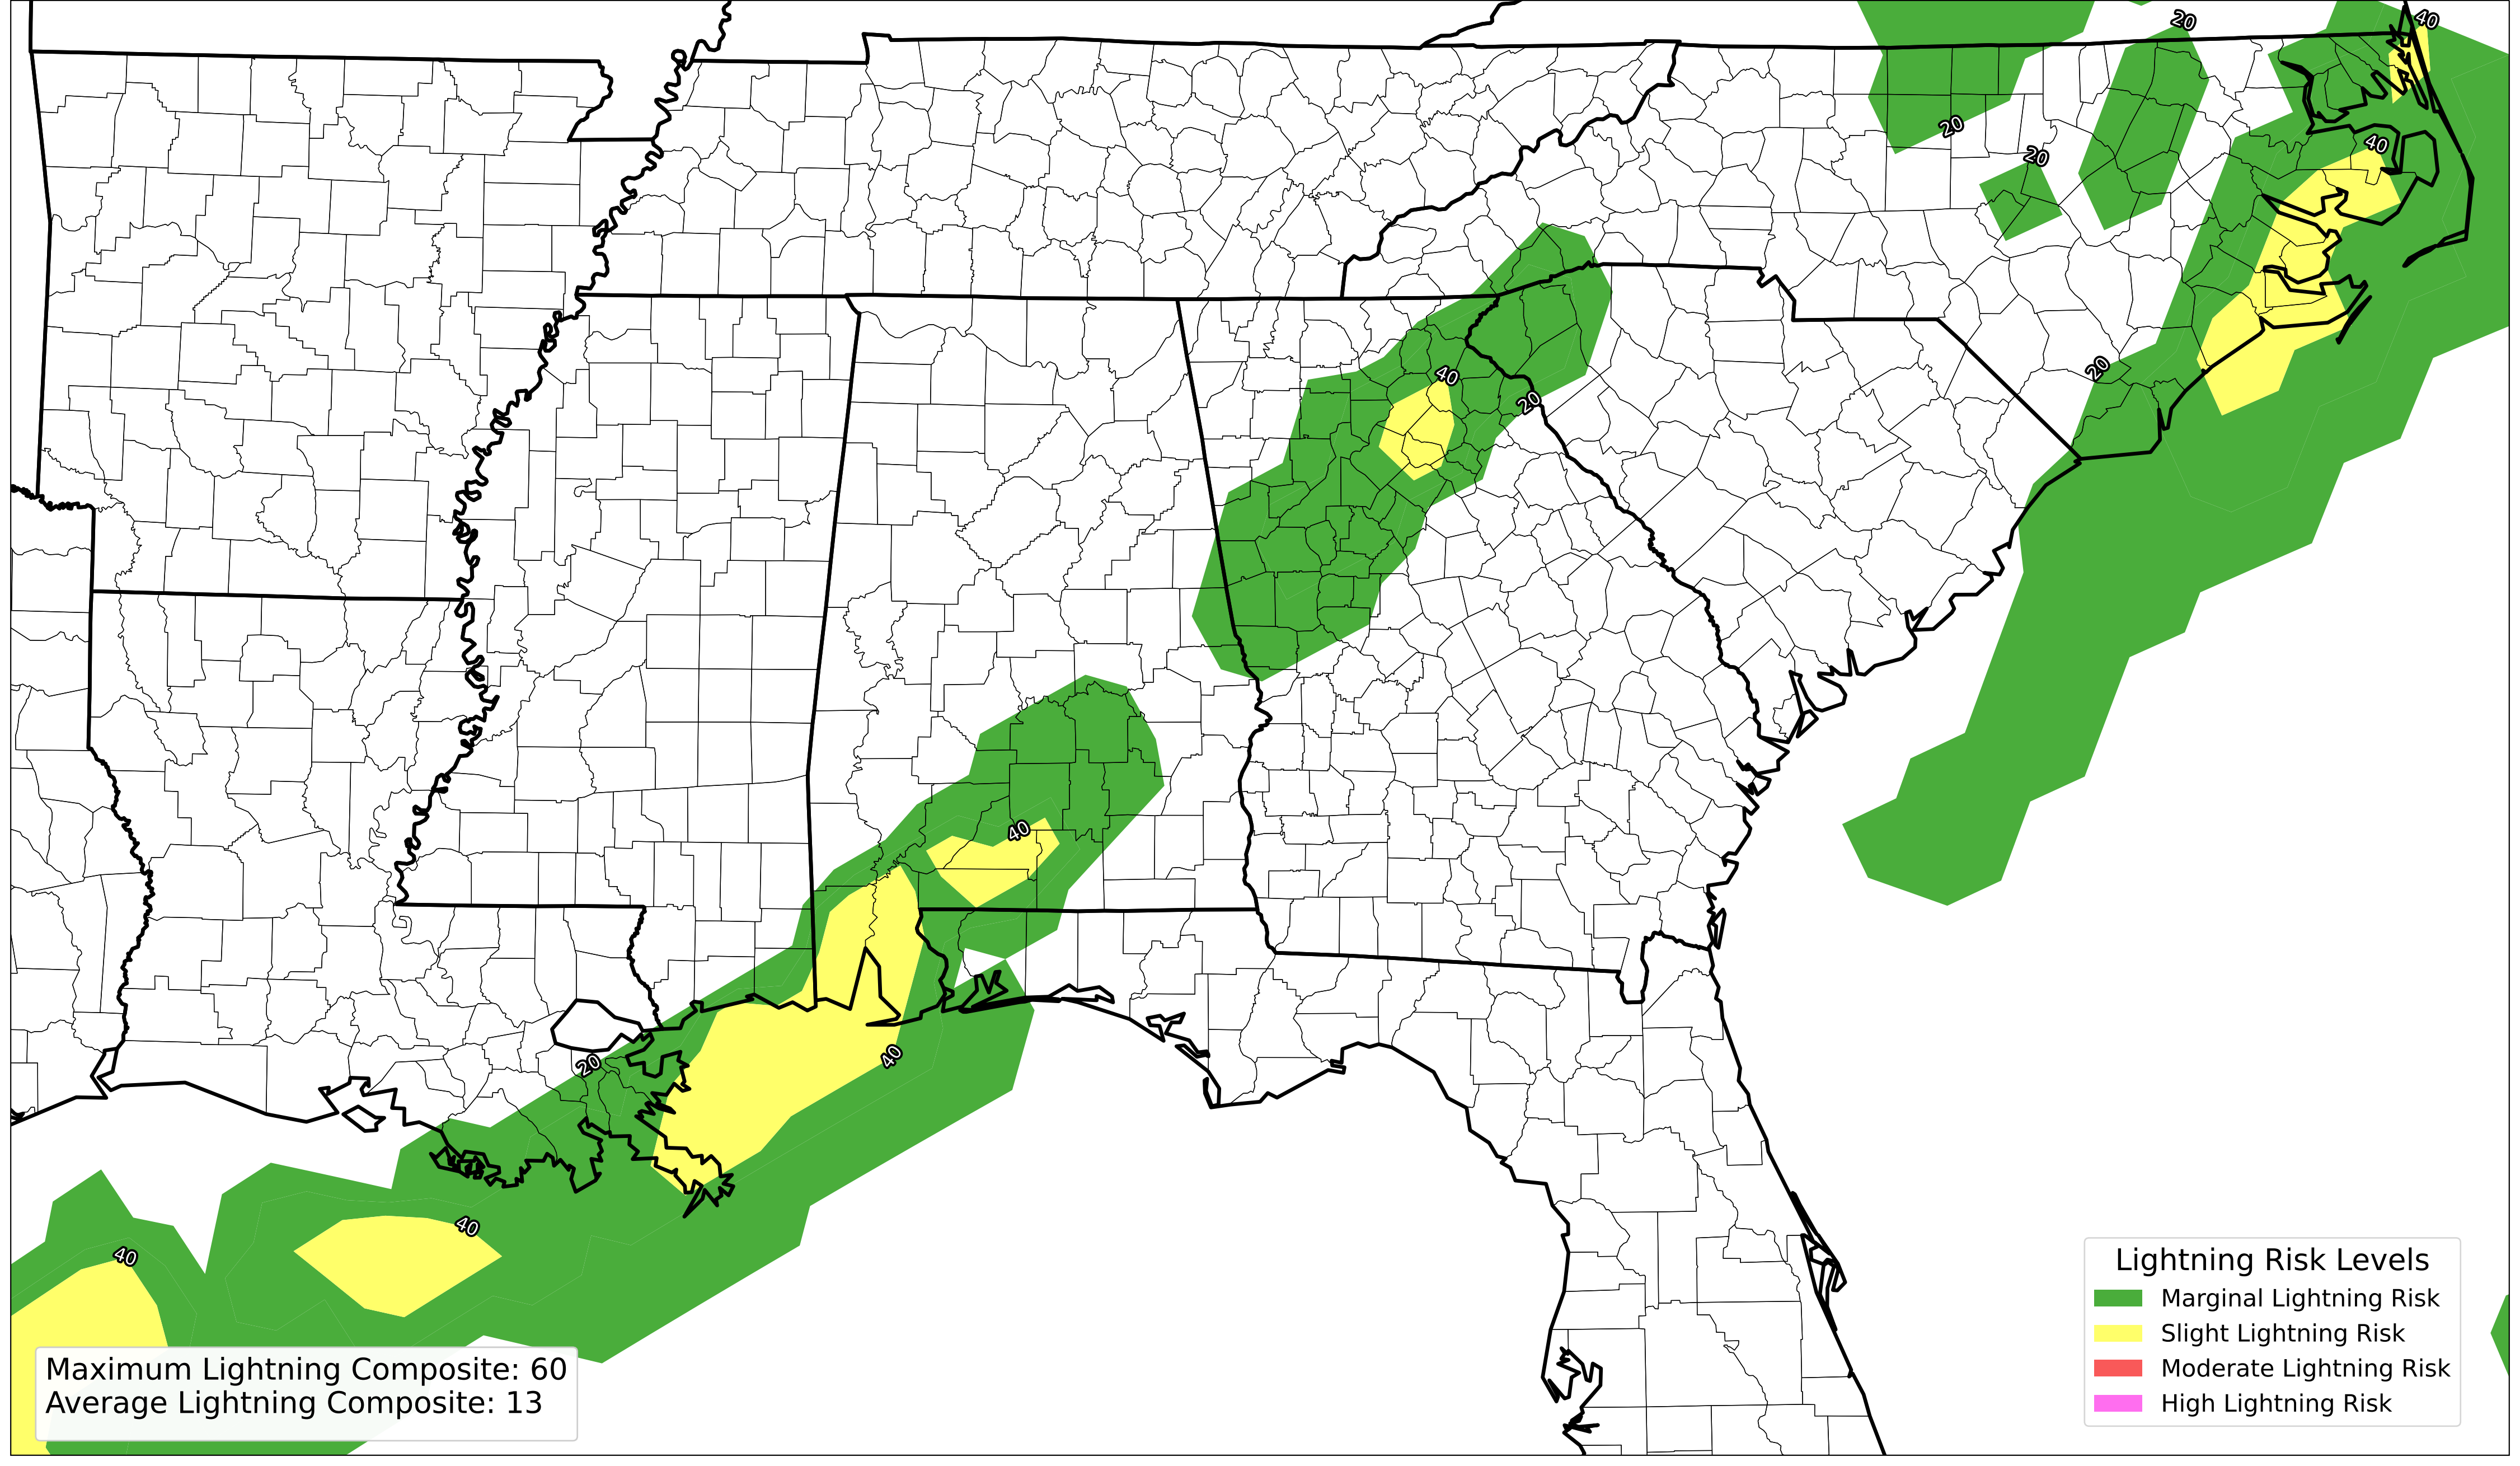 20
40
20
20
40
20
40
20
40
40
20
40
40
Lightning Risk Levels
Marginal Lightning Risk
Slight Lightning Risk
Moderate Lightning Risk
High Lightning Risk
Maximum Lightning Composite: 60
Average Lightning Composite: 13